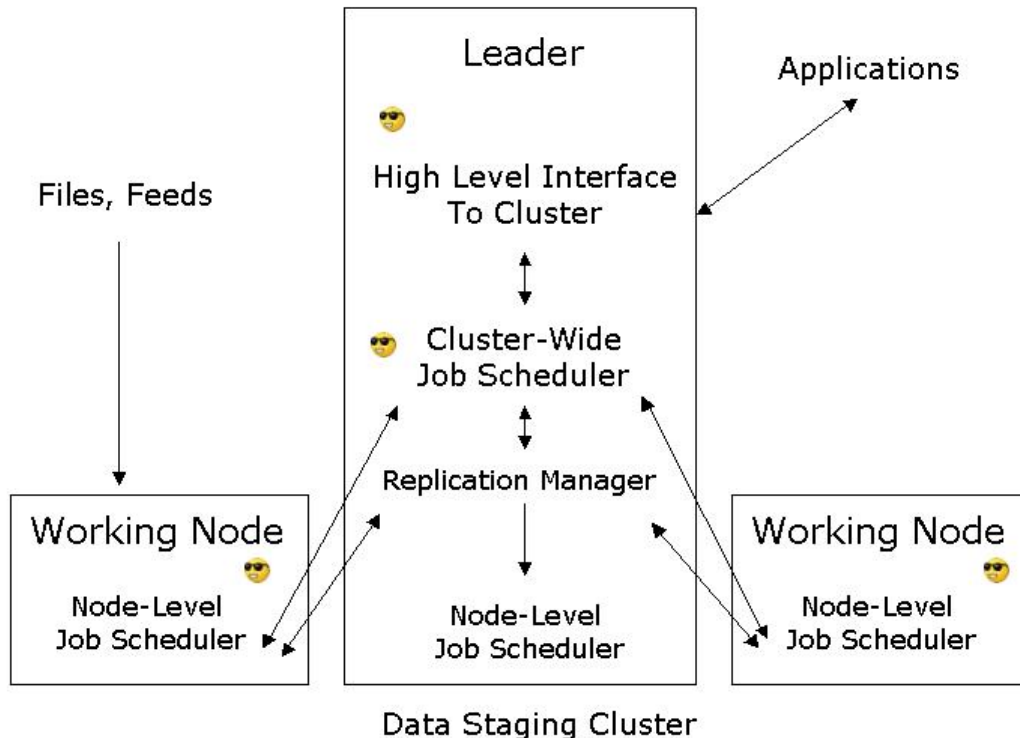 Leader
Applications
High Level Interface
To Cluster
Files, Feeds
Cluster-Wide
Job Scheduler
Replication Manager
Working Node
Node-Level
Job Scheduler
Node-Level
Job Scheduler
Working Node
Node-Level
Job Scheduler
Data Staging Cluster